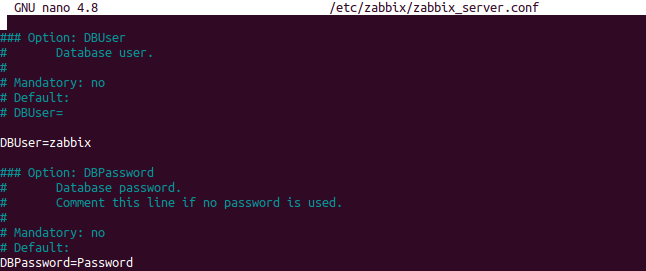 GNU nano 4.8 /etc/zabbix/zabbix_server.conf
### Option: DBUser
# Database user.
#
# Mandatory: no
# Default:
# DBUser=
DBUser=zabbix
### Option: DBPassword
# Database password.
# Comment this line if no password is used.
#
# Mandatory: no
# Default:
DBPassword=Password